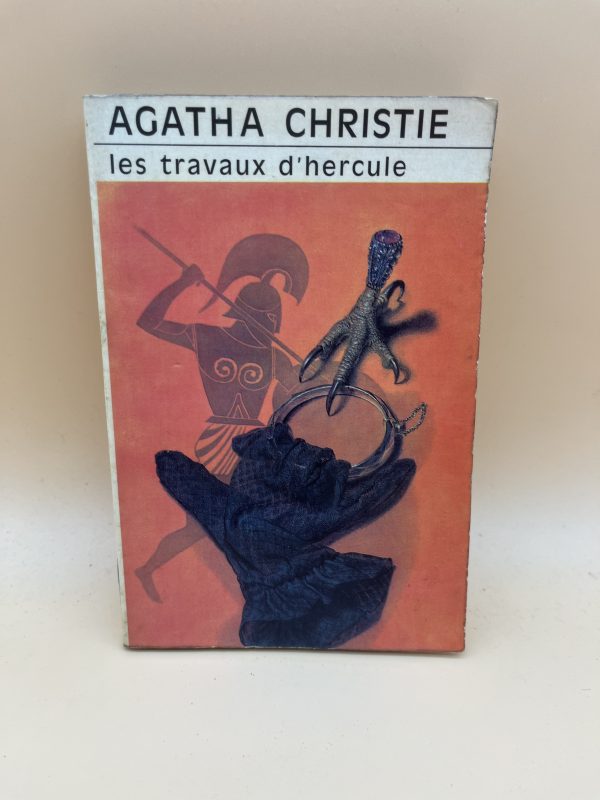 AGATHA CHRISTIE
les travaux d'hercule